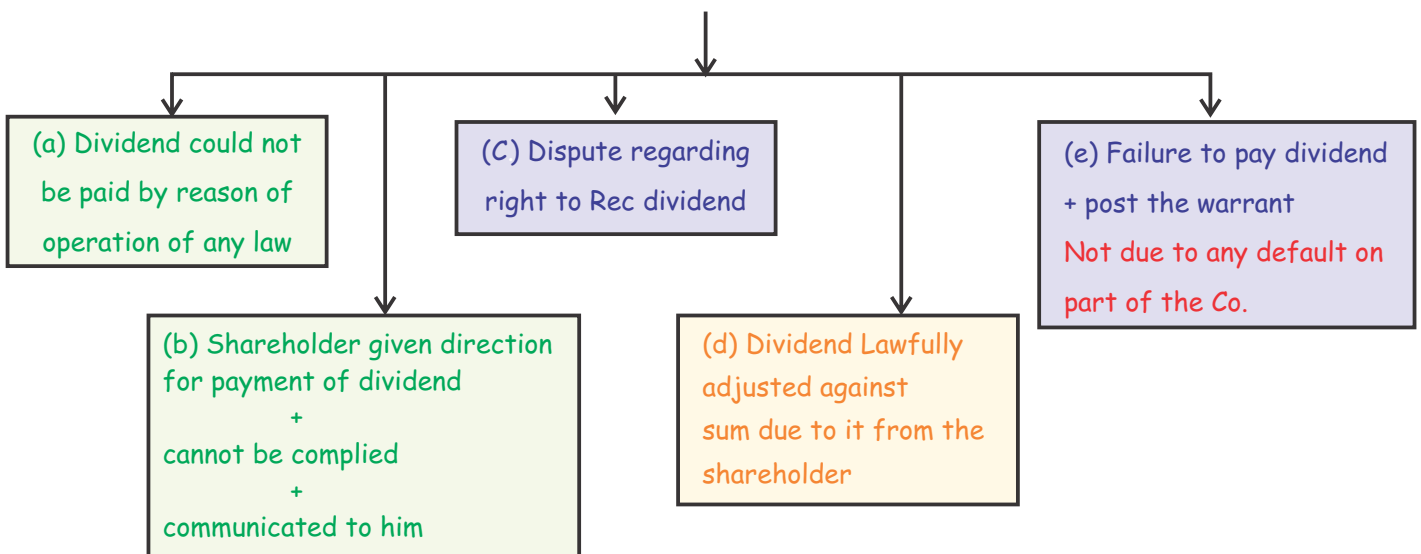 (a) Dividend could not
be paid by reason of
operation of any law
(b) Shareholder given direction
for payment of dividend
+
cannot be complied
+
communicated to him
(C) Dispute regarding
right to Rec dividend
(d) Dividend Lawfully
adjusted against
sum due to it from the
shareholder
(e) Failure to pay dividend
+ post the warrant
Not due to any default on
part of the Co.